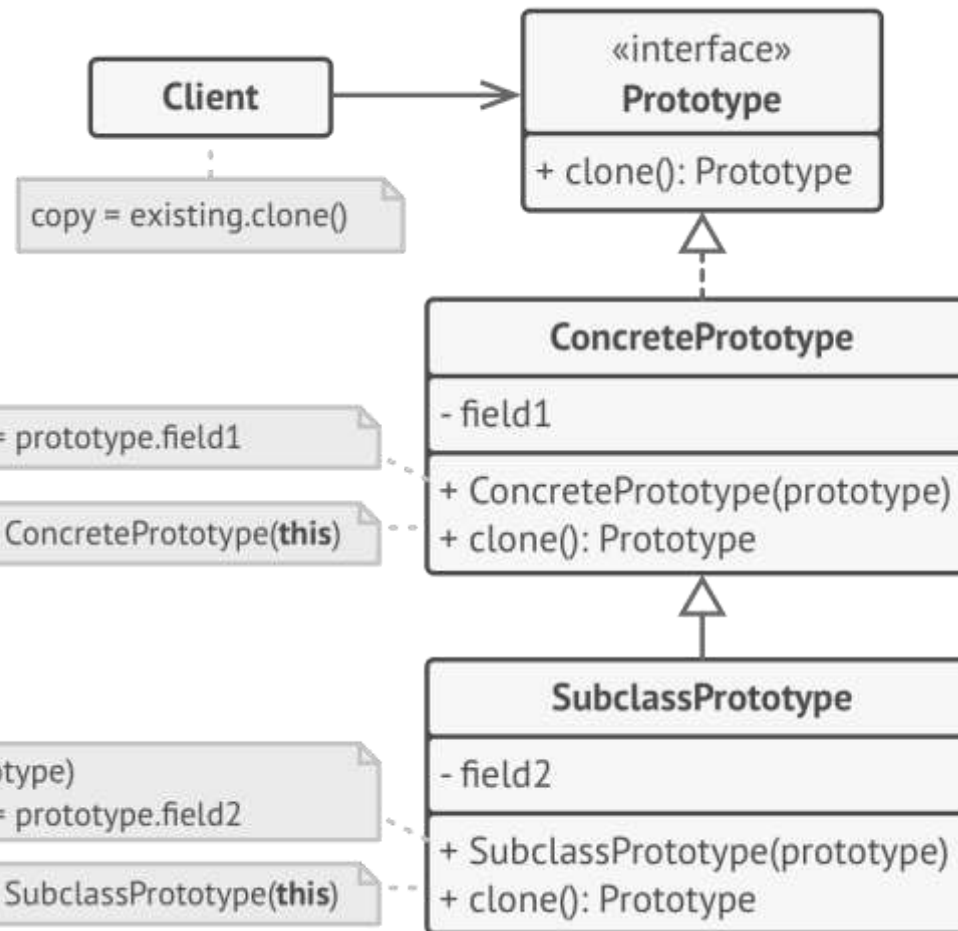 «interface»
Client
Prototype
+ clone(): Prototype
copy = existing.clone()
ConcretePrototype
- field1
= prototype.field1
+ ConcretePrototype(prototype)
ConcretePrototype(this)
+ clone(): Prototype
SubclassPrototype
otype)
- field2
= prototype.field2
+ SubclassPrototype(prototype)
SubclassPrototype(this)
+ clone(): Prototype